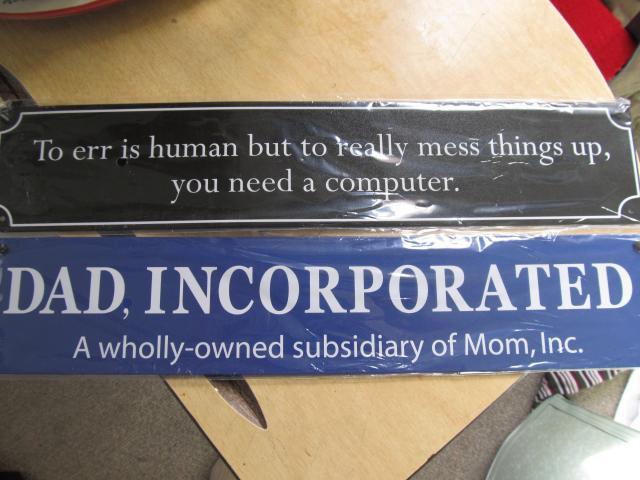 To err is human but to really mess things up,
you need a computer.
DAD, INCORPORATED
A wholly-owned subsidiary of Mom, Inc.